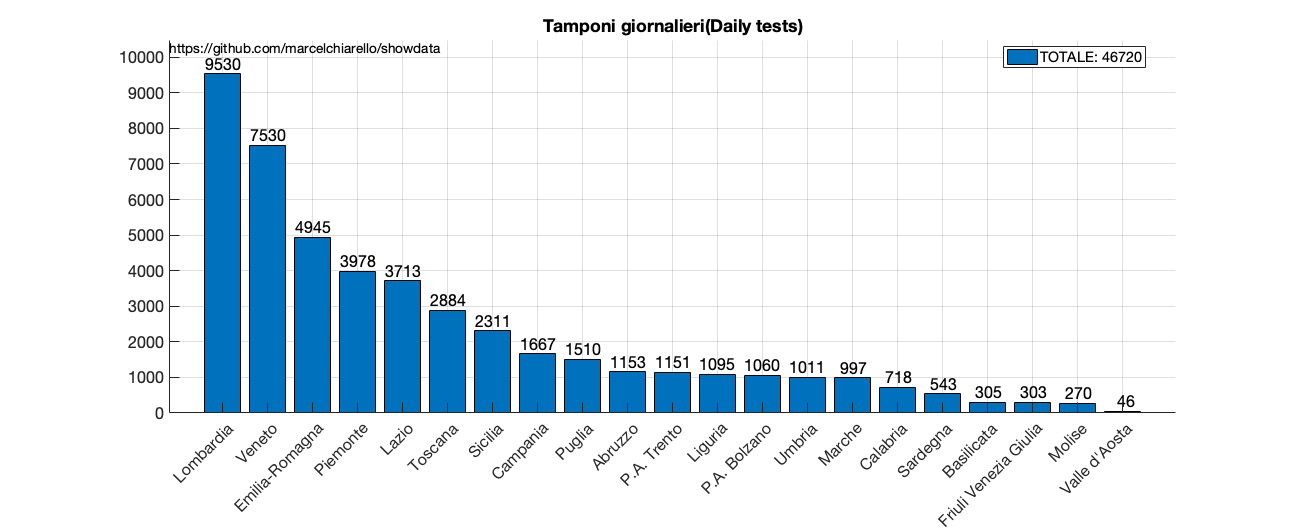 Tamponi giornalieri(Daily tests)
https://github.com/marcelchiarello/showdata
TOTALE: 46720
10000
9000
8000
7000
6000
5000
4000
3000
2000
1000
0
9530
7530
4945
3978
3713
2884
2311
1667
1510
1153
1151
1095
1060
1011
997
718
543
305
303
270
46
Lombardia
Veneto
Emilia-Romagna
Piemonte
Lazio
Toscana
Sicilia
Campania
Puglia
Abruzzo
P.A. Trento
Liguria
P.A. Bolzano
Umbria
Marche
Calabria
Sardegna
Basilicata
Friuli Venezia Giulia
Molise
Valle d'Aosta